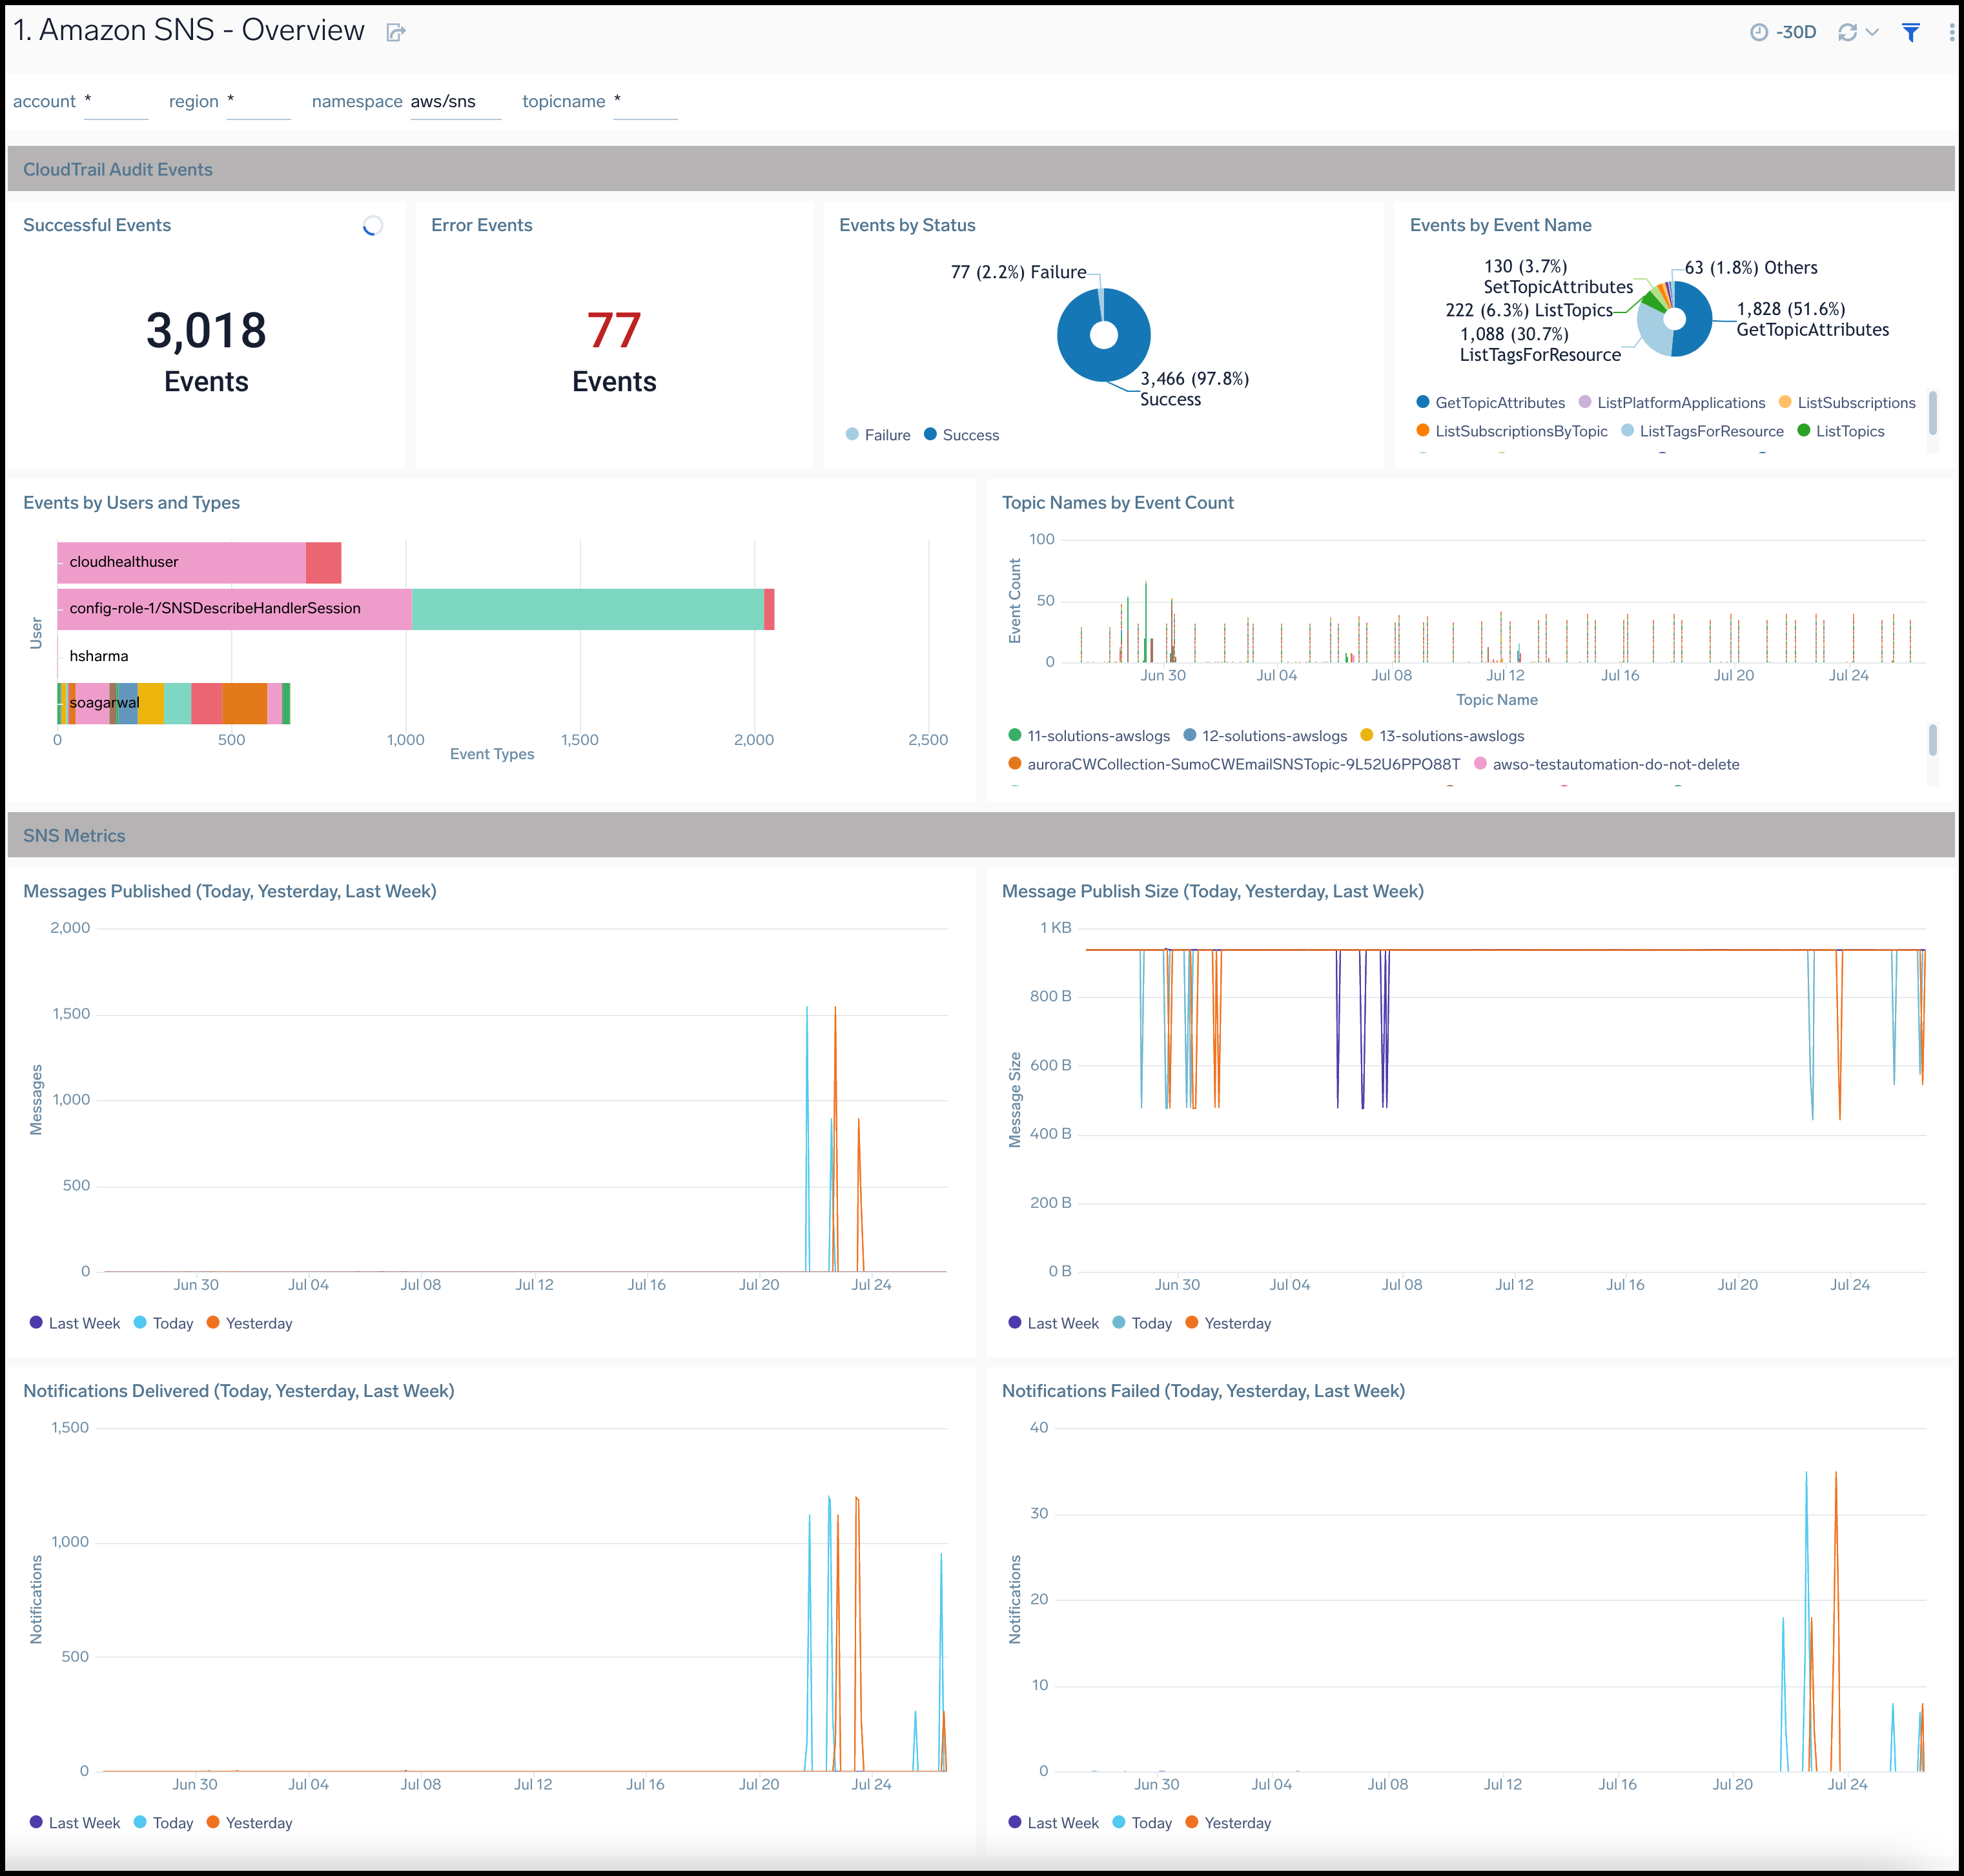 1. Amazon SNS - Overview
-30D
account *
region *
namespace aws/sns
topicname *
CloudTrail Audit Events
Successful Events
3,018
Events
Error Events
77
Events
Events by Status
77 (2.2%) Failure
3,466 (97.8%)
Success
Failure
Success
Events by Event Name
130 (3.7%)
SetTopicAttributes
63 (1.8%) Others
222 (6.3%) ListTopics
1,828 (51.6%)
GetTopicAttributes
1,088 (30.7%)
ListTagsForResource
GetTopicAttributes
ListPlatformApplications
ListSubscriptions
ListSubscriptionsByTopic
ListTagsForResource
ListTopics
Events by Users and Types
User
cloudhealthuser
config-role-1/SNSDescribeHandlerSession
hsharma
soagarwal
0
500
1,000
1,500
2,000
2,500
Event Types
Topic Names by Event Count
Event Count
100
50
0
Jun 30
Jul 04
Jul 08
Jul 12
Jul 16
Jul 20
Jul 24
Topic Name
11-solutions-awslogs
12-solutions-awslogs
13-solutions-awslogs
auroraCWCollection-SumoCWEmailSNSTopic-9L52U6PPO88T
awso-testautomation-do-not-delete
SNS Metrics
Messages Published (Today, Yesterday, Last Week)
Messages
2,000
1,500
1,000
500
0
Jun 30
Jul 04
Jul 08
Jul 12
Jul 16
Jul 20
Jul 24
Last Week
Today
Yesterday
Message Publish Size (Today, Yesterday, Last Week)
Message Size
1 KB
800 B
600 B
400 B
200 B
0 B
Jun 30
Jul 04
Jul 08
Jul 12
Jul 16
Jul 20
Jul 24
Last Week
Today
Yesterday
Notifications Delivered (Today, Yesterday, Last Week)
Notifications
1,500
1,000
500
0
Jun 30
Jul 04
Jul 08
Jul 12
Jul 16
Jul 20
Jul 24
Last Week
Today
Yesterday
Notifications Failed (Today, Yesterday, Last Week)
Notifications
40
30
20
10
0
Jun 30
Jul 04
Jul 08
Jul 12
Jul 16
Jul 20
Jul 24
Last Week
Today
Yesterday